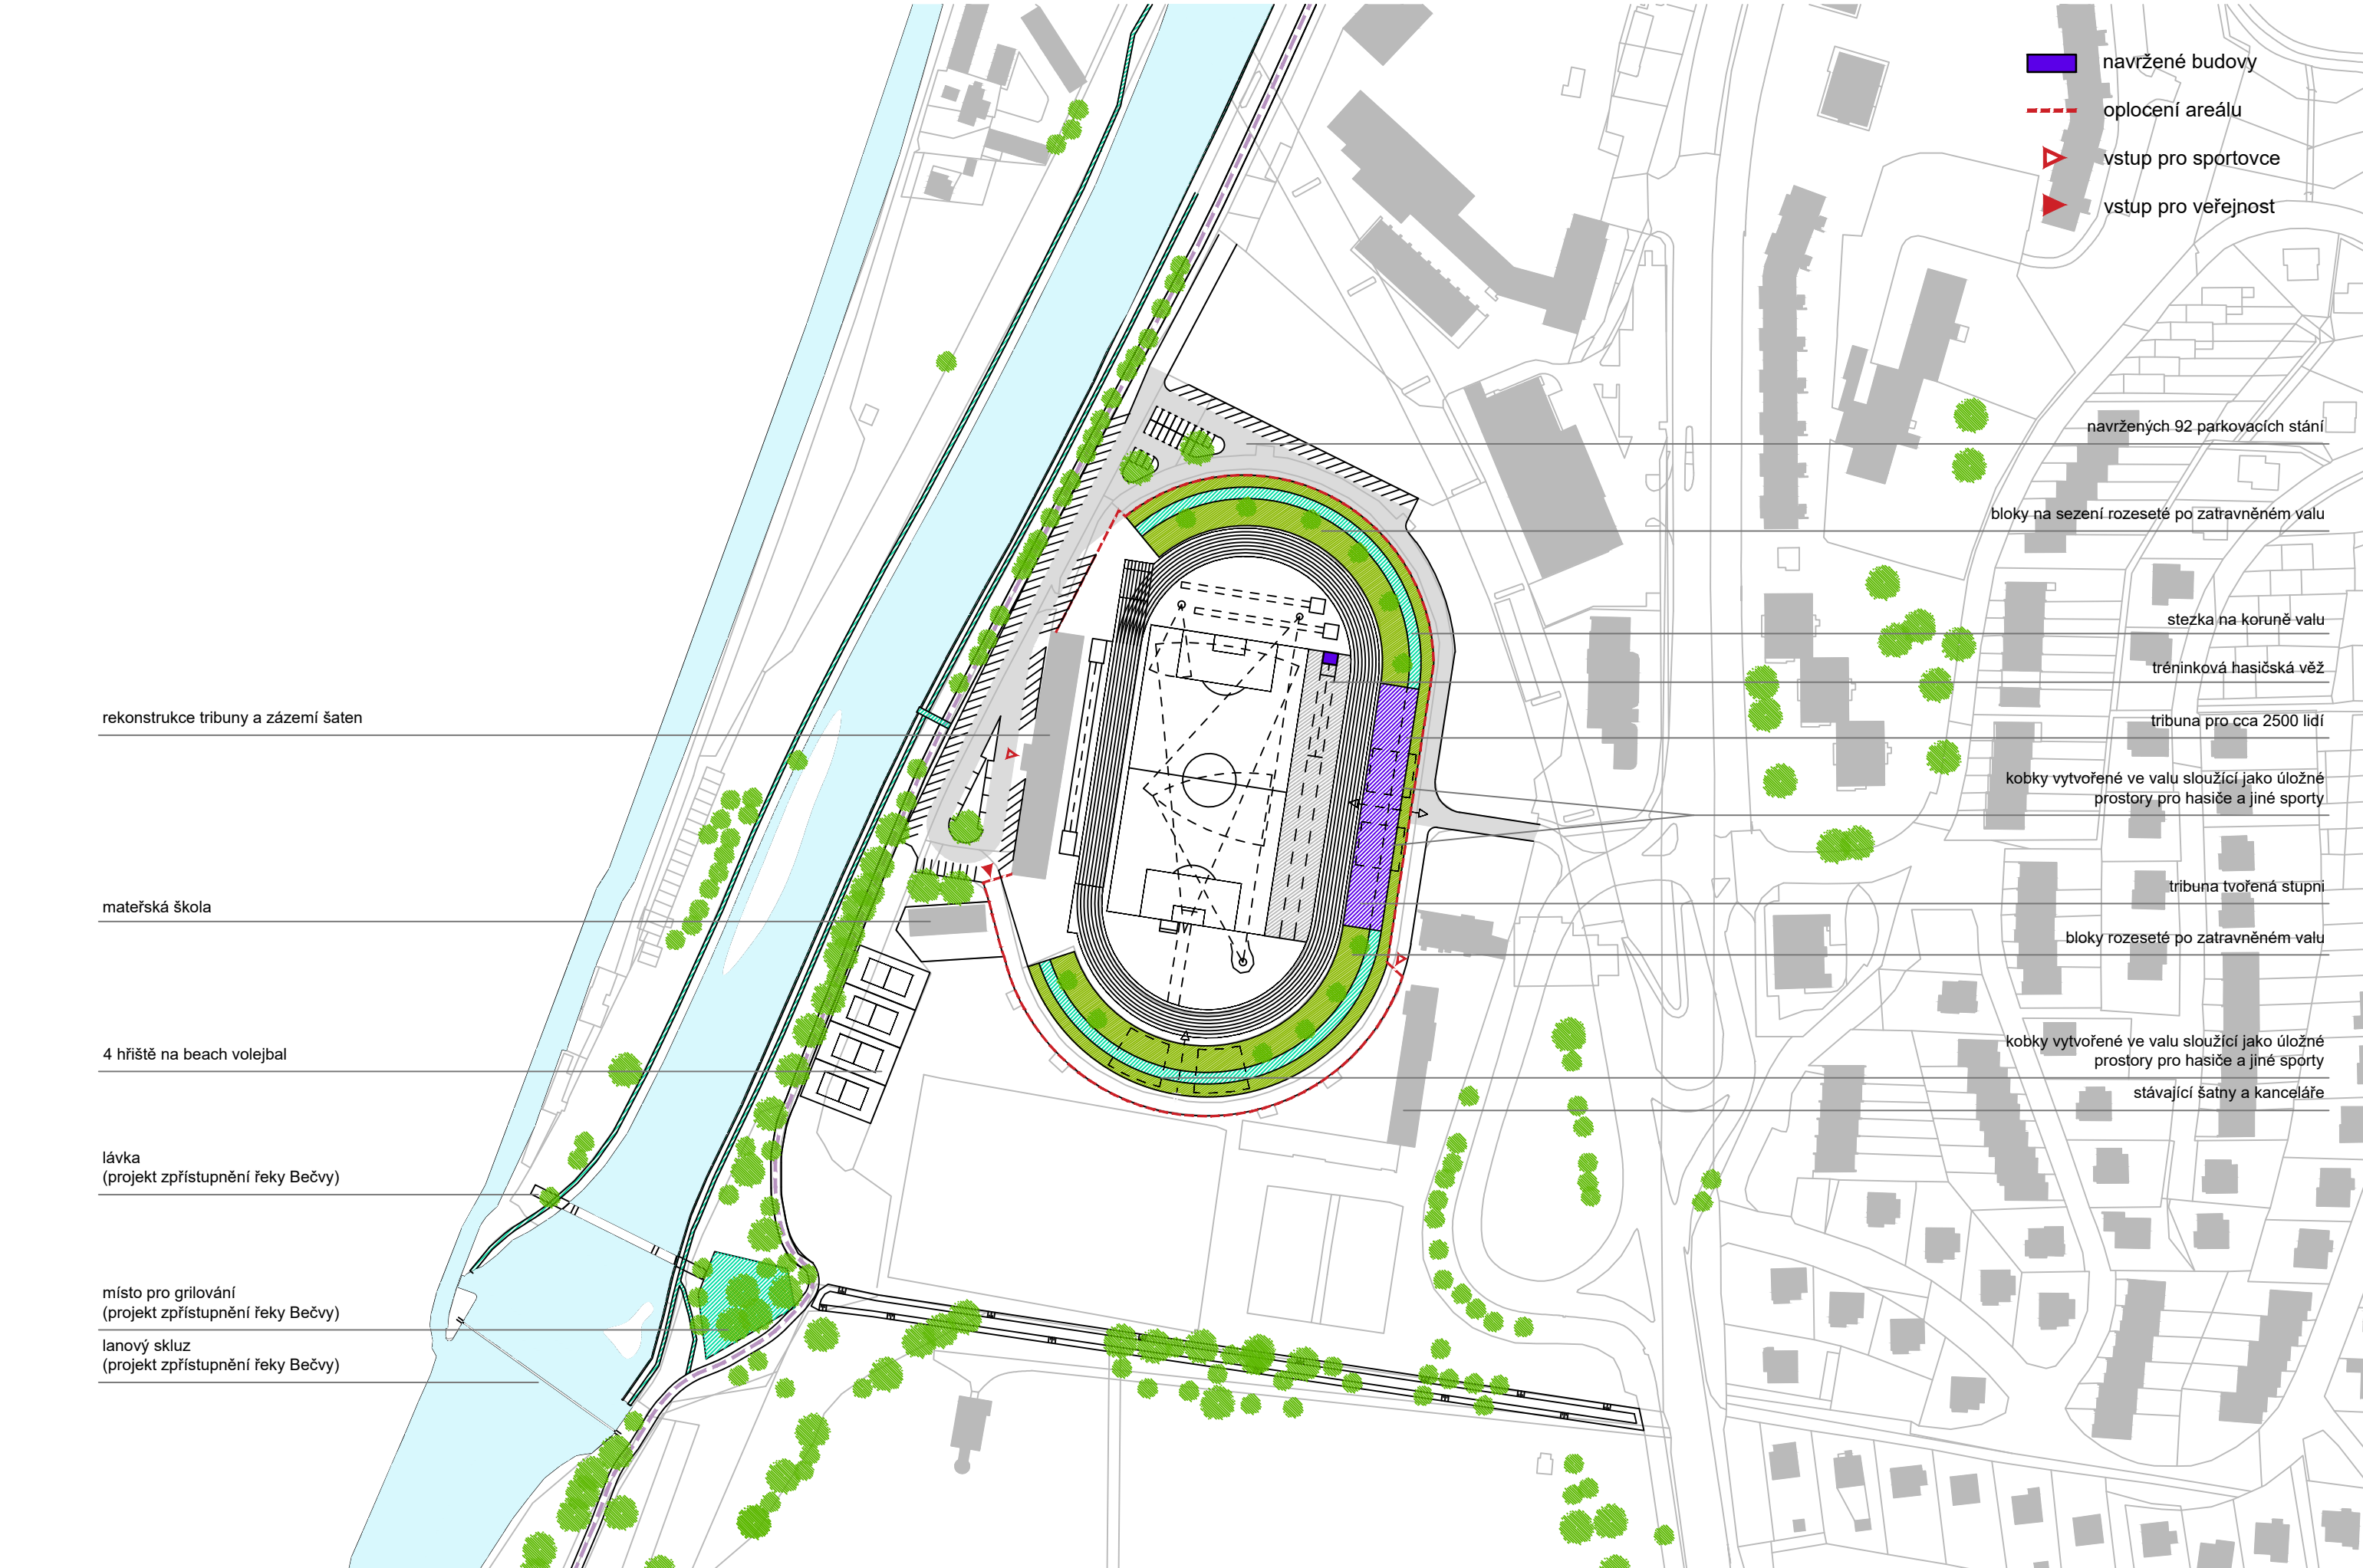 navržené budovy
oplocení areálu
vstup pro sportovce
vstup pro veřejnost
navržených 92 parkovacích stání
bloky na sezení rozeseté po zatravněném valu
stezka na koruně valu
tréninková hasičská věž
tribuna pro cca 2500 lidí
kobky vytvořené ve valu sloužící jako úložné
prostory pro hasiče a jiné sporty
tribuna tvořená stupni
bloky rozeseté po zatravněném valu
kobky vytvořené ve valu sloužící jako úložné
prostory pro hasiče a jiné sporty
stávající šatny a kanceláře
rekonstrukce tribuny a zázemí šaten
mateřská škola
4 hřiště na beach volejbal
lávka
(projekt zpřístupnění řeky Bečvy)
místo pro grilování
(projekt zpřístupnění řeky Bečvy)
lanový skluz
(projekt zpřístupnění řeky Bečvy)